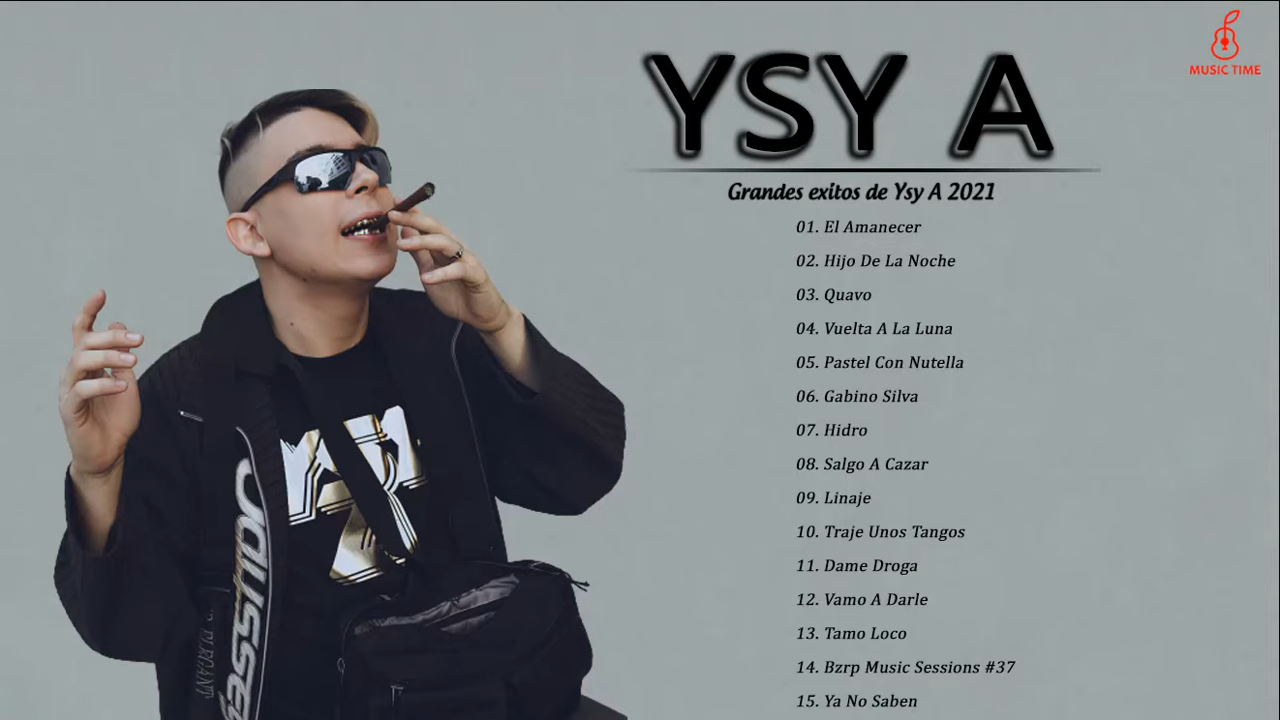 YSY A
MUSIC TIME
Grandes exitos de Ysy A 2021
01. El Amanecer
02. Hijo De La Noche
03. Quavo
04. Vuelta A La Luna
05. Pastel Con Nutella
06. Gabino Silva
07. Hidro
08. Salgo A Cazar
09. Linaje
10. Traje Unos Tangos
11. Dame Droga
12. Vamo A Darle
13. Tamo Loco
14. Bzrp Music Sessions #37
15. Ya No Saben